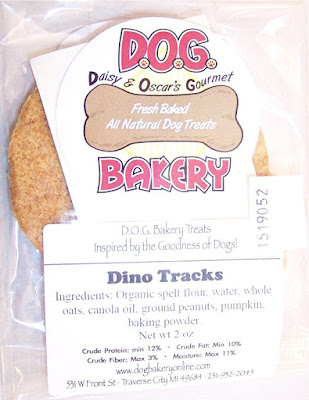 D.O.G.
Daisy & Oscar's Gourmet
Fresh Baked
All Natural Dog Treats
BAKERY
1519052
D.O.G. Bakery Treats
Inspired by the Goodness of Dogs!
Dino Tracks
Ingredients: Organic spelt flour, water, whole
oats, canola oil, ground peanuts, pumpkin,
baking powder.
Net wt 2 oz
Crude Protein: min 12% • Crude Fat: Min 10%
Crude Fiber: Max 3% • Moisture: Max 11%
www.dogbakeryonline.com
531 W Front St - Traverse City MI 49684 - 231-932-2045